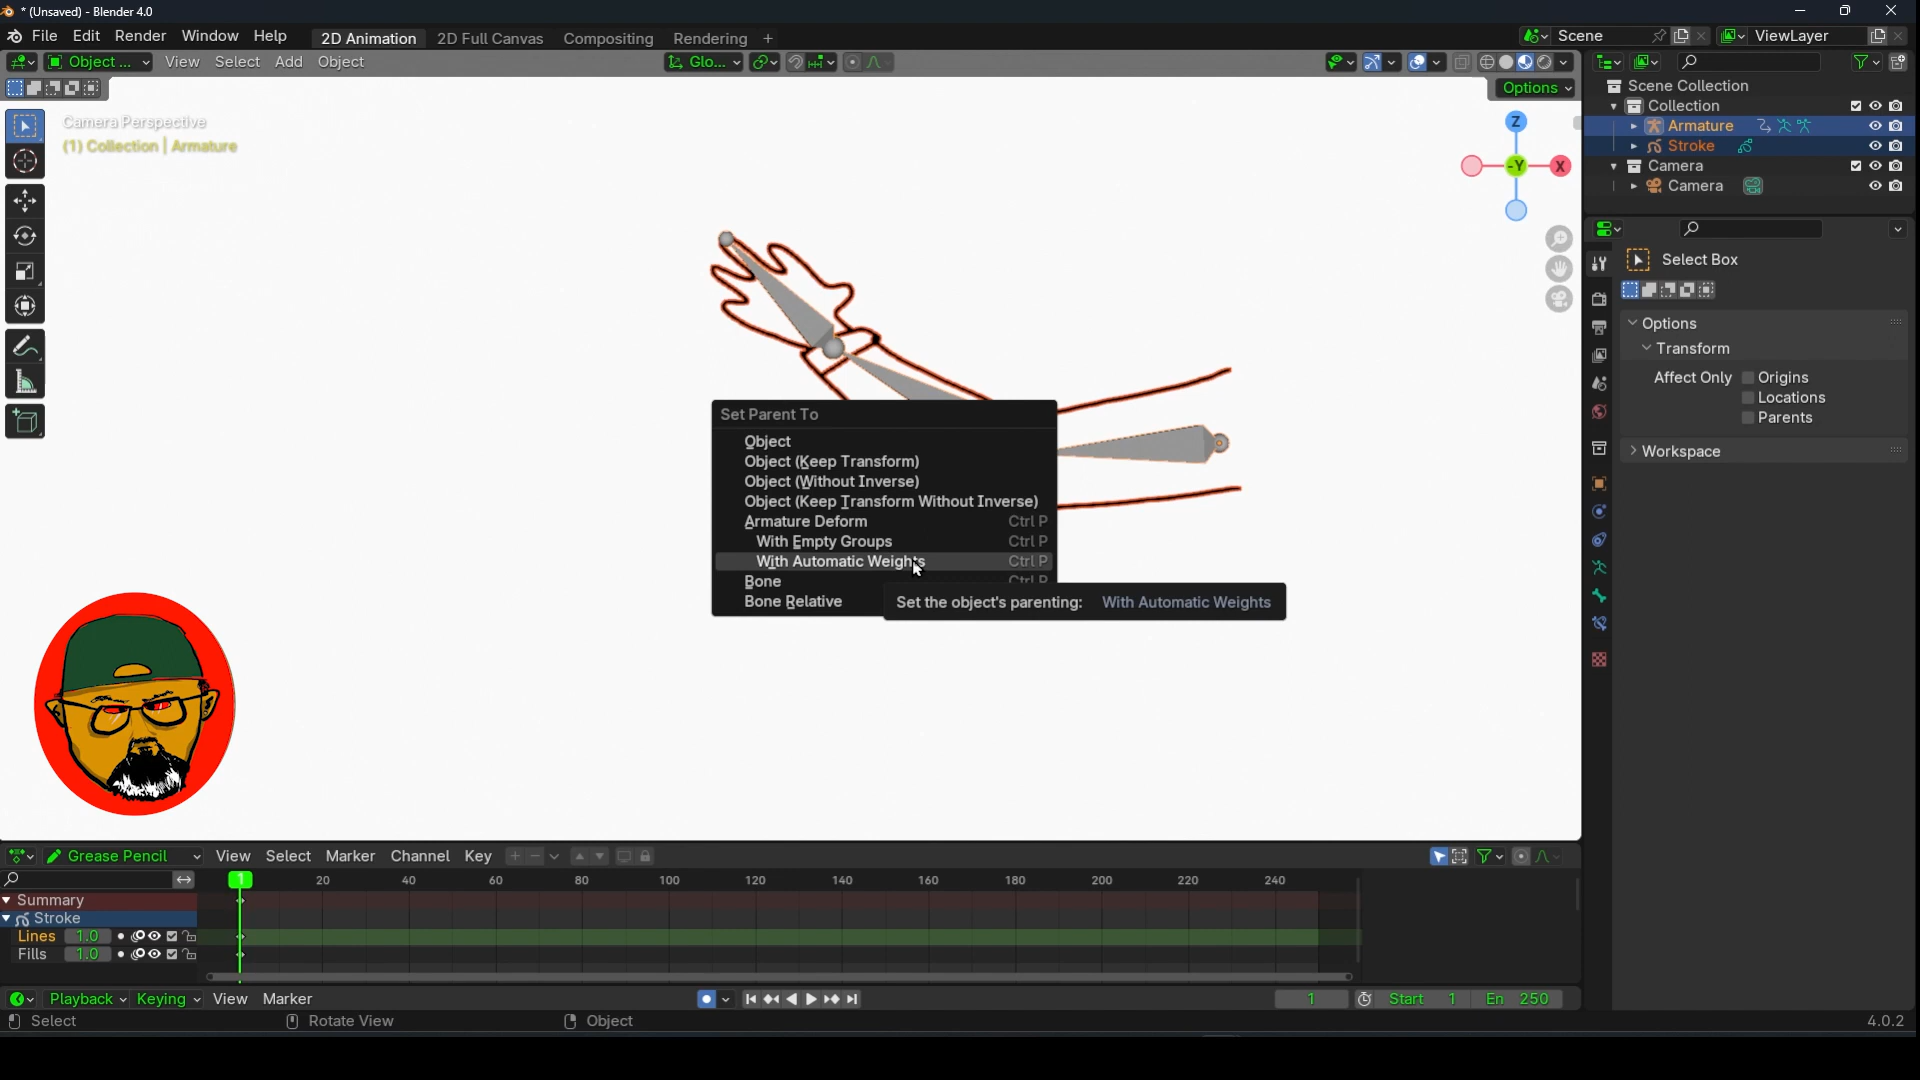 * (Unsaved) - Blender 4.0
File Edit Render Window Help 2D Animation 2D Full Canvas Compositing Rendering + Scene ViewLayer
Object ... View Select Add Object Glo...
Options
Camera Perspective
(1) Collection | Armature
Z
-Y
X
Scene Collection
Collection
Armature
Stroke
Camera
Camera
Select Box
Options
Transform
Affect Only Origins
Locations
Parents
Workspace
Set Parent To
Object
Object (Keep Transform)
Object (Without Inverse)
Object (Keep Transform Without Inverse)
Armature Deform Ctrl P
With Empty Groups Ctrl P
With Automatic Weights Ctrl P
Bone Ctrl P
Bone Relative
Set the object's parenting: With Automatic Weights
Grease Pencil View Select Marker Channel Key
1 20 40 60 80 100 120 140 160 180 200 220 240
Summary
Stroke
Lines 1.0
Fills 1.0
Playback Keying View Marker 1 Start 1 En 250
Select Rotate View Object 4.0.2